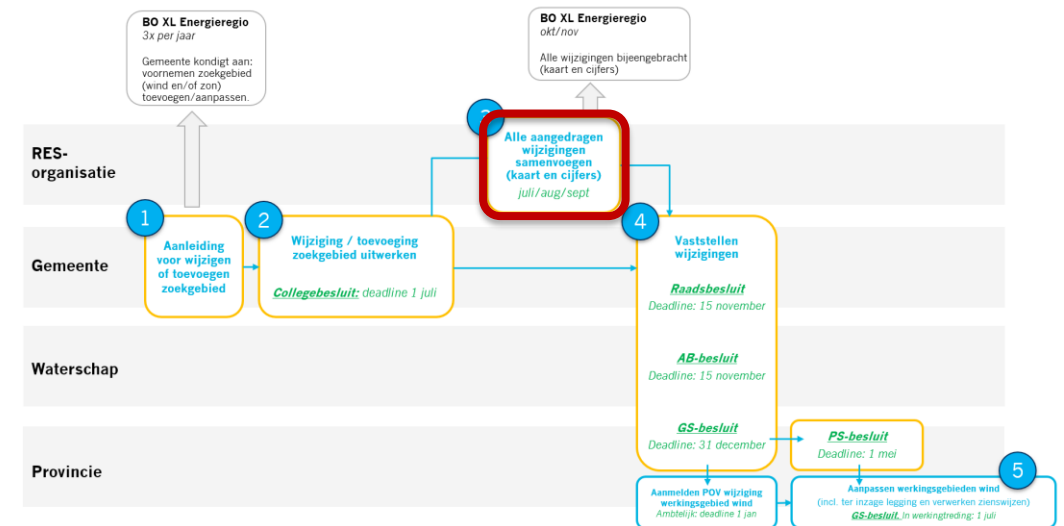 BO XL Energieregio
3x per jaar
Gemeente kondigt aan:
voornemen zoekgebied
(wind en/of zon)
toevoegen/aanpassen.
BO XL Energieregio
okt/nov
Alle wijzigingen bijeengebracht
(kaart en cijfers)
RES-
organisatie
3
Alle aangedragen
wijzigingen
samenvoegen
(kaart en cijfers)
juli/aug/sept
Gemeente
1
Aanleiding
voor wijzigen
of toevoegen
zoekgebied
2
Wijziging / toevoeging
zoekgebied uitwerken
Collegebesluit: deadline 1 juli
4
Vaststellen
wijzigingen
Raadsbesluit
Deadline: 15 november
Waterschap
AB-besluit
Deadline: 15 november
Provincie
GS-besluit
Deadline: 31 december
PS-besluit
Deadline: 1 mei
Aanmelden POV wijziging
werkingsgebied wind
Ambtelijk: deadline 1 jan
5
Aanpassen werkingsgebieden wind
(incl. ter inzage legging en verwerken zienswijzen)
GS-besluit. In werkingtreding: 1 juli